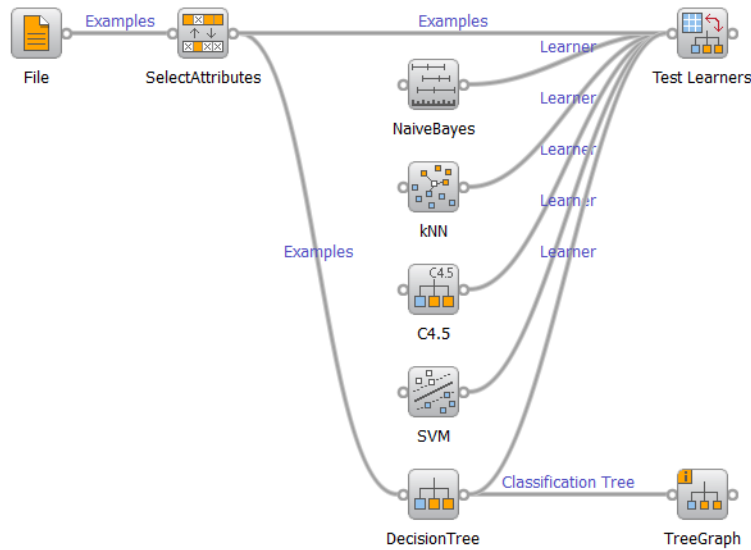 Examples
Examples
File
SelectAttributes
Test Learners
Learner
NaiveBayes
Learner
kNN
Learner
Learner
Examples
Learner
C4.5
C4.5
SVM
Classification Tree
i
DecisionTree
TreeGraph